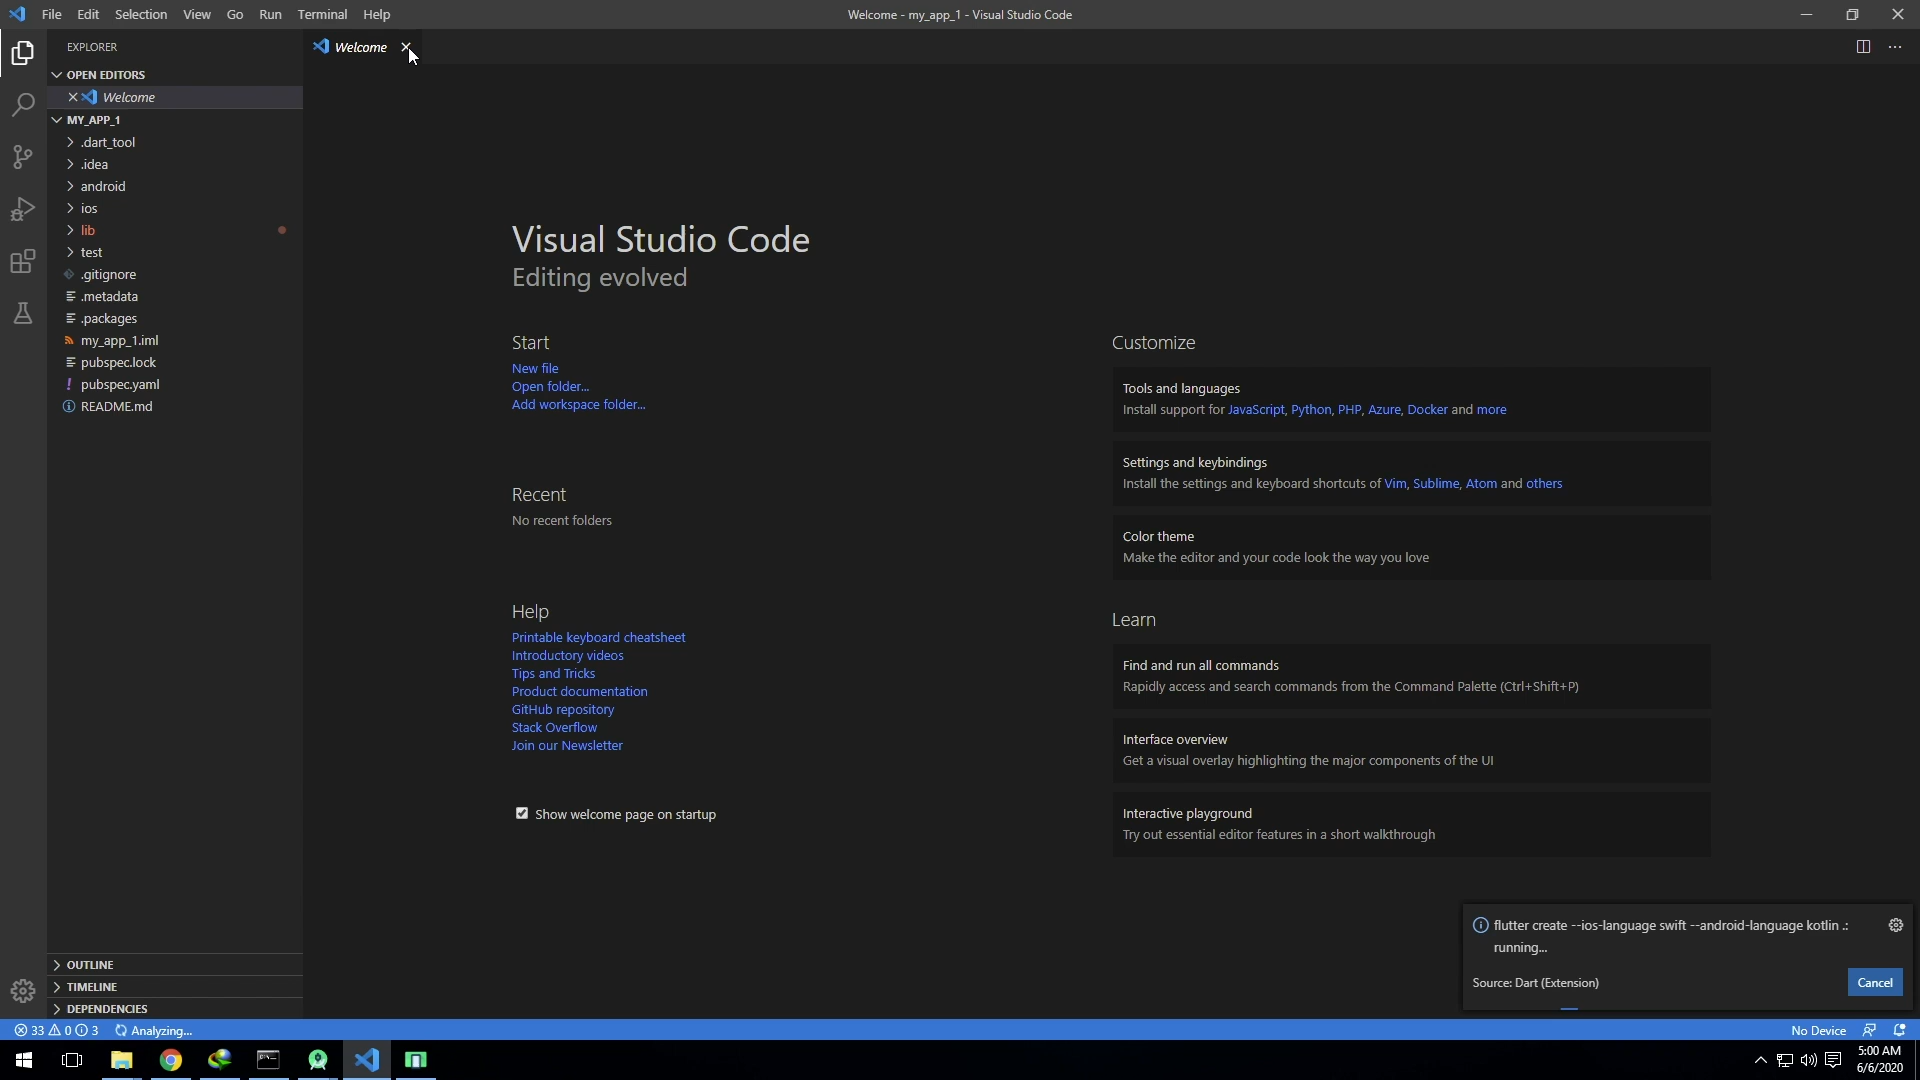 File Edit Selection View Go Run Terminal Help
Welcome - my_app_1 - Visual Studio Code
EXPLORER
OPEN EDITORS
Welcome
MY_APP_1
.dart_tool
.idea
android
ios
lib
test
.gitignore
.metadata
.packages
my_app_1.iml
pubspec.lock
pubspec.yaml
README.md
OUTLINE
TIMELINE
DEPENDENCIES
Welcome
Visual Studio Code
Editing evolved
Start
New file
Open folder...
Add workspace folder...
Recent
No recent folders
Help
Printable keyboard cheatsheet
Introductory videos
Tips and Tricks
Product documentation
GitHub repository
Stack Overflow
Join our Newsletter
Show welcome page on startup
Customize
Tools and languages
Install support for JavaScript, Python, PHP, Azure, Docker and more
Settings and keybindings
Install the settings and keyboard shortcuts of Vim, Sublime, Atom and others
Color theme
Make the editor and your code look the way you love
Learn
Find and run all commands
Rapidly access and search commands from the Command Palette (Ctrl+Shift+P)
Interface overview
Get a visual overlay highlighting the major components of the UI
Interactive playground
Try out essential editor features in a short walkthrough
flutter create --ios-language swift --android-language kotlin .:
running...
Source: Dart (Extension)
Cancel
33 0 3 Analyzing...
No Device
5:00 AM
6/6/2020